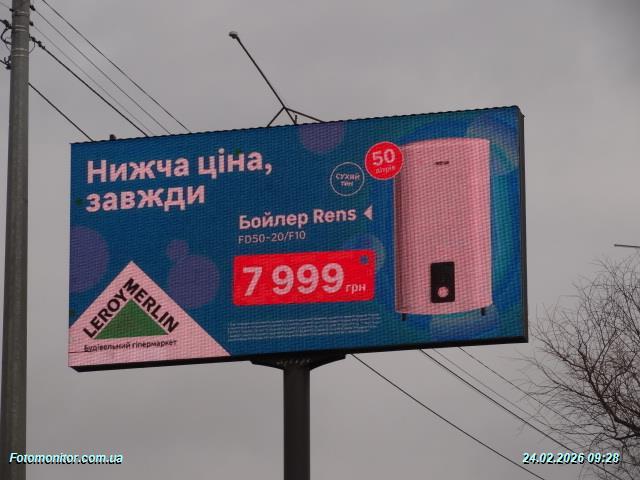 Нижча ціна,
завжди
50
літрів
СУХИЙ
ТЕН
Бойлер Rens
FD50-20/F10
7 999 грн
LEROY MERLIN
Будівельний гіпермаркет
Fotomonitor.com.ua
24.02.2026 09:28